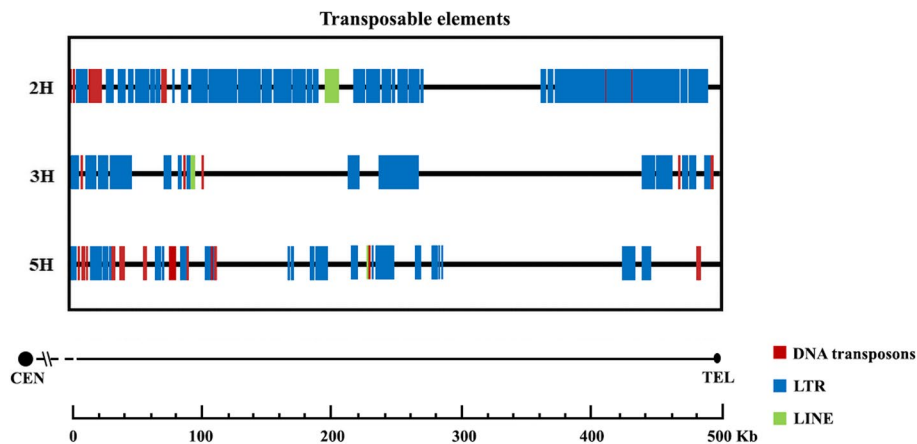 Transposable elements
2H
3H
5H
CEN
TEL
DNA transposons
LTR
LINE
0 100 200 300 400 500 Kb